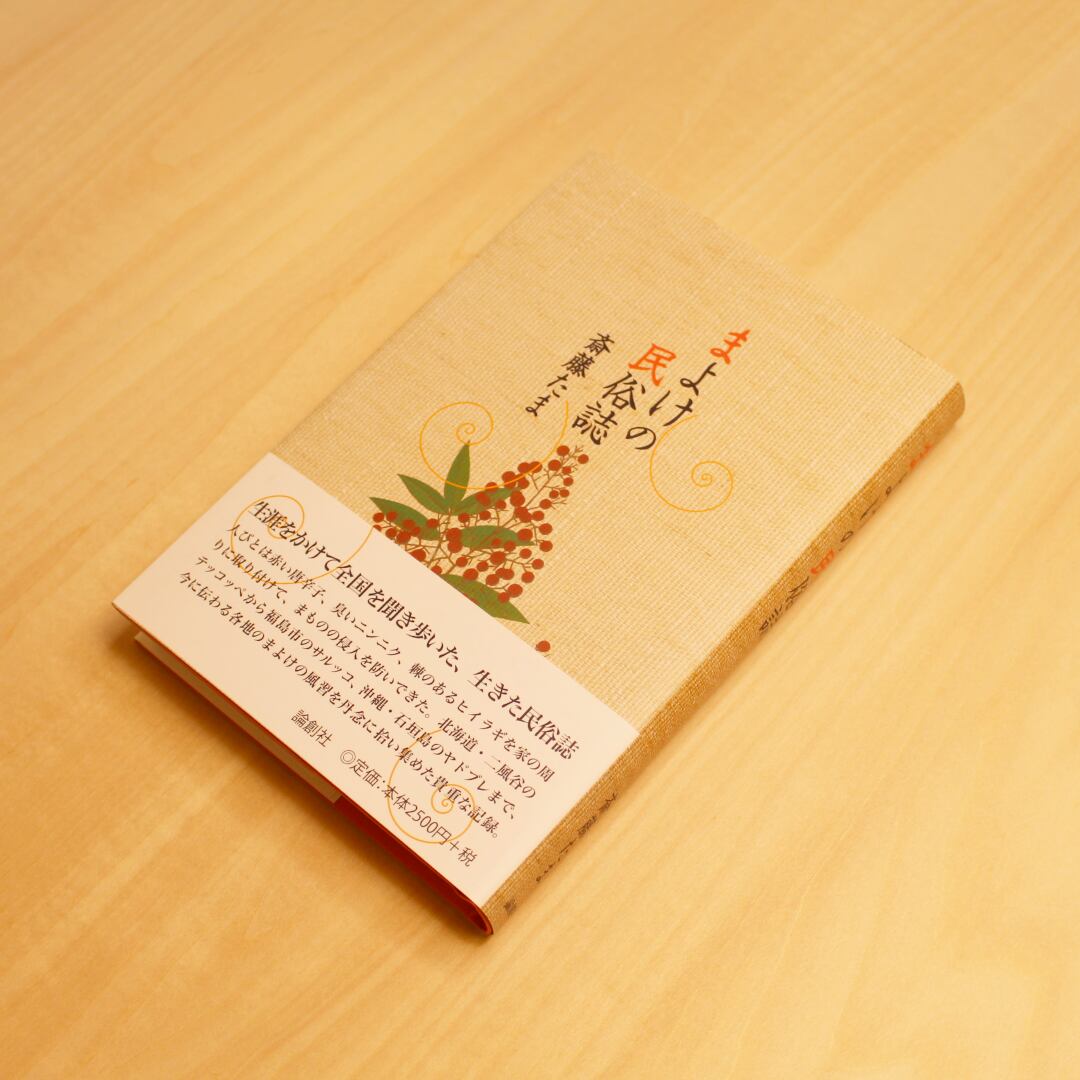 まよけの
民俗誌
斎藤たま
生涯をかけて全国を聞き歩いた、生きた民俗誌
人びとは赤い唐辛子、臭いニンニク、棘のあるヒイラギを家の周
りに取り付けて、まものの侵入を防いできた。北海道・二風谷の
テッコッペから福島市のサルッコ、沖縄・石垣島のヤドブレまで、
今に伝わる各地のまよけの風習を丹念に拾い集めた貴重な記録。
論創社
◎定価:本体2500円+税